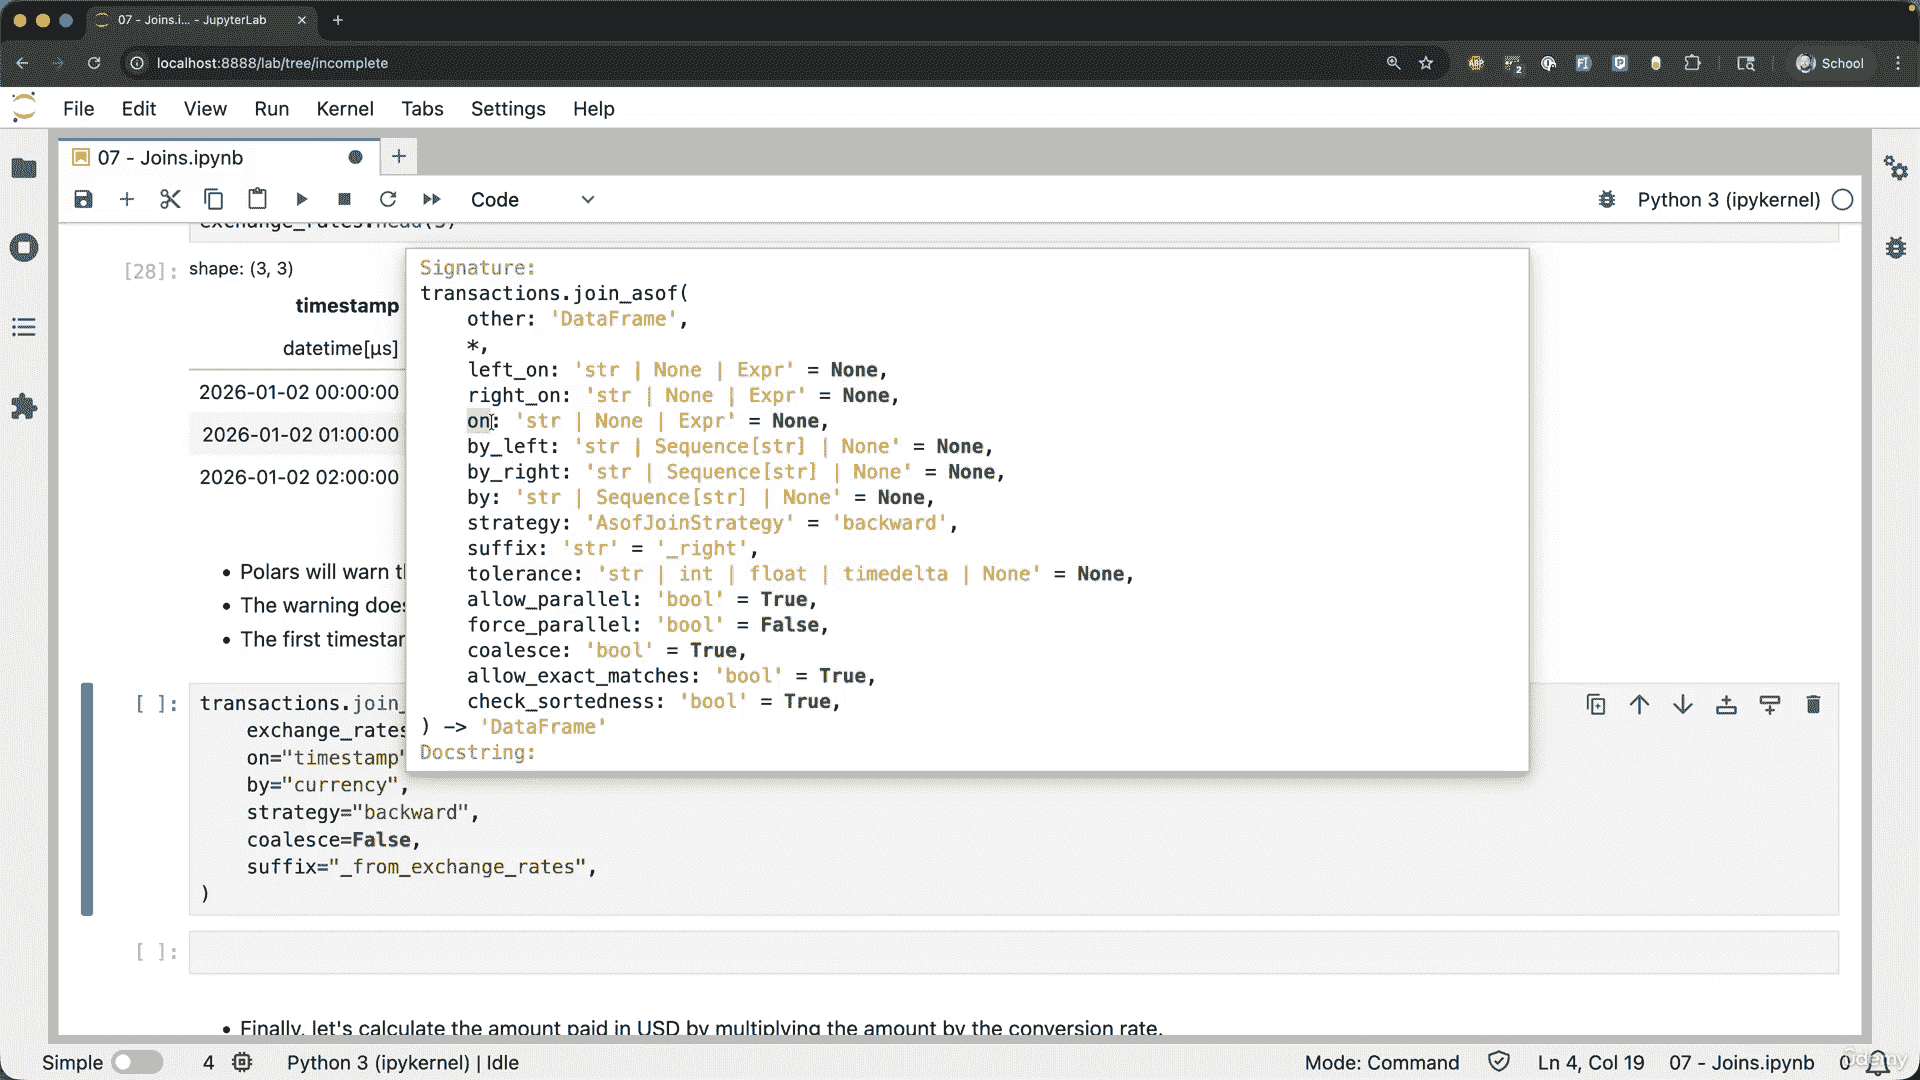 07 - Joins.i... - JupyterLab
localhost:8888/lab/tree/incomplete
ABP
2
School
File Edit View Run Kernel Tabs Settings Help
07 - Joins.ipynb
Code
Python 3 (ipykernel)
exchange_rates.head(3)
[28]: shape: (3, 3)
timestamp
datetime[μs]
2026-01-02 00:00:00
2026-01-02 01:00:00
2026-01-02 02:00:00
Signature:
transactions.join_asof(
other: 'DataFrame',
*,
left_on: 'str | None | Expr' = None,
right_on: 'str | None | Expr' = None,
on: 'str | None | Expr' = None,
by_left: 'str | Sequence[str] | None' = None,
by_right: 'str | Sequence[str] | None' = None,
by: 'str | Sequence[str] | None' = None,
strategy: 'AsofJoinStrategy' = 'backward',
suffix: 'str' = '_right',
tolerance: 'str | int | float | timedelta | None' = None,
allow_parallel: 'bool' = True,
force_parallel: 'bool' = False,
coalesce: 'bool' = True,
allow_exact_matches: 'bool' = True,
check_sortedness: 'bool' = True,
) -> 'DataFrame'
Docstring:
• Polars will warn
• The warning does
• The first
[ ]: transactions.join_
exchange_rates
on="timestamp"
by="currency",
strategy="backward",
coalesce=False,
suffix="_from_exchange_rates",
)
[ ]:
• Finally, let's calculate the amount paid in USD by multiplying the amount by the conversion rate.
Simple 4 Python 3 (ipykernel) | Idle Mode: Command Ln 4, Col 19 07 - Joins.ipynb 0
Udemy